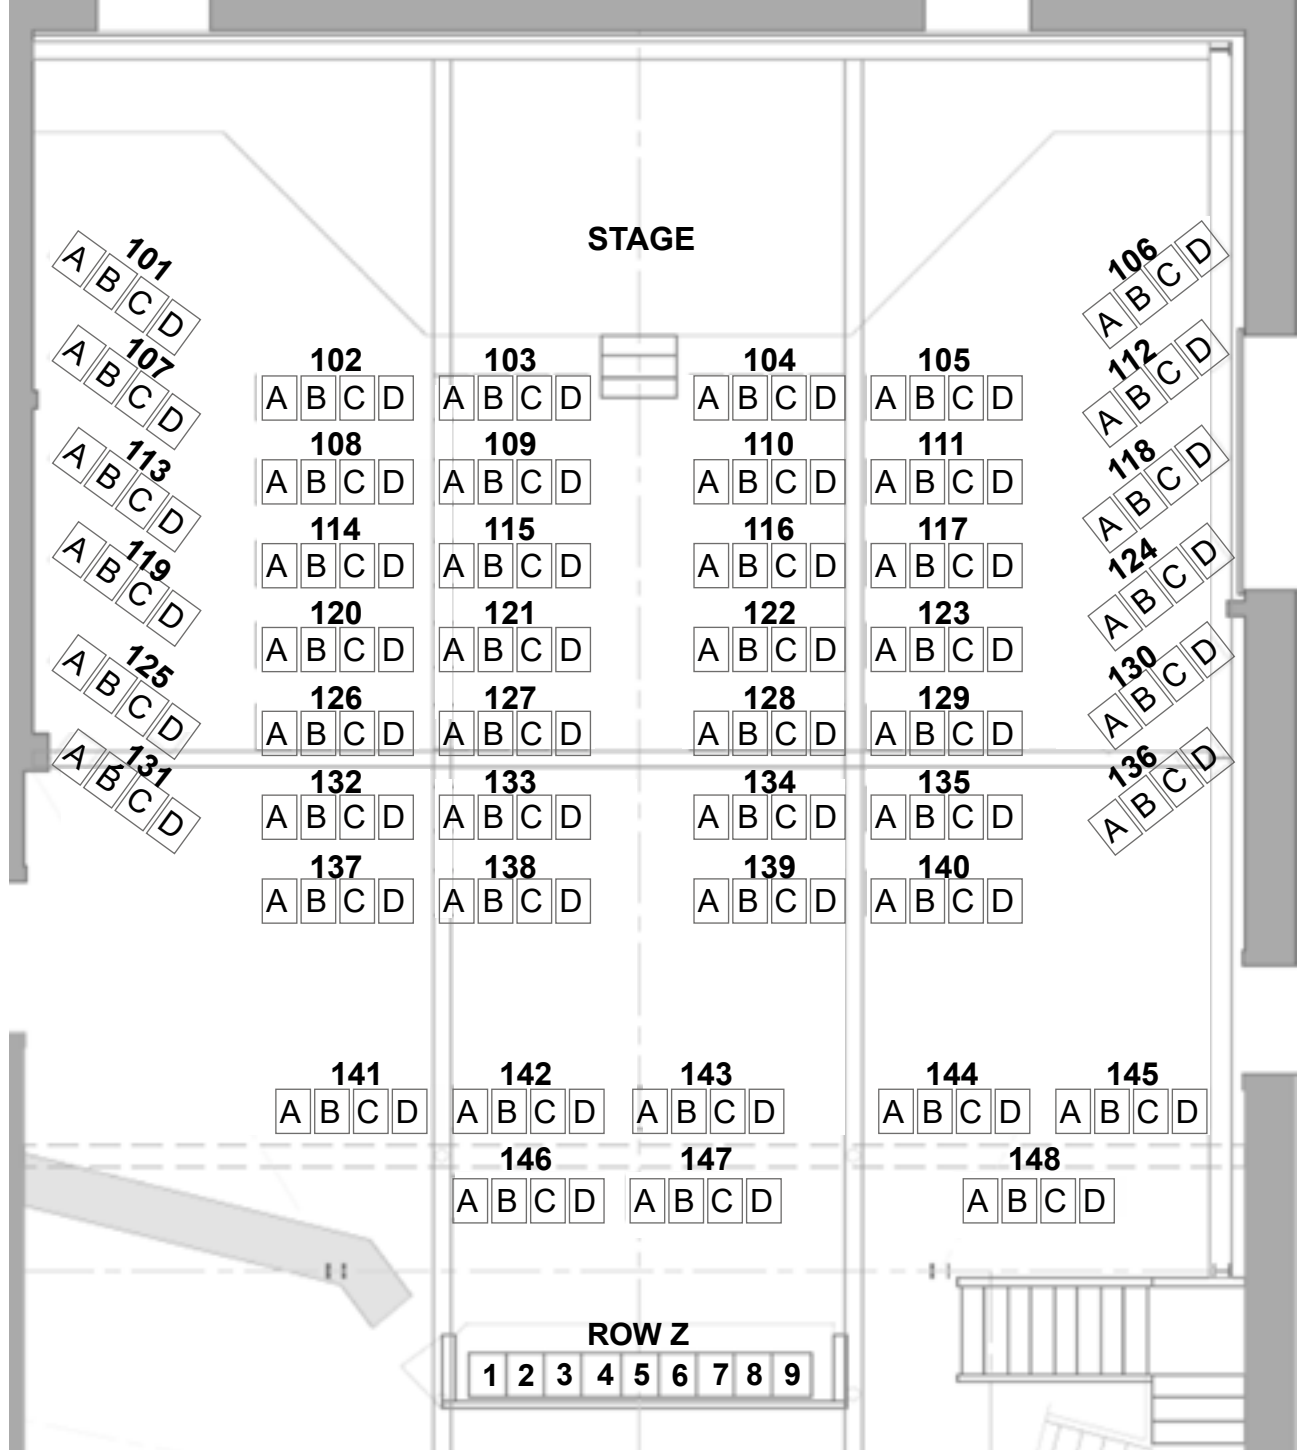 STAGE
101
A B C D
106
A B C D
107
A B C D
102 103 104 105
A B C D A B C D A B C D A B C D
112
A B C D
113
A B C D
108 109 110 111
A B C D A B C D A B C D A B C D
118
A B C D
119
A B C D
114 115 116 117
A B C D A B C D A B C D A B C D
124
A B C D
125
A B C D
120 121 122 123
A B C D A B C D A B C D A B C D
130
A B C D
131
A B C D
126 127 128 129
A B C D A B C D A B C D A B C D
136
A B C D
132 133 134 135
A B C D A B C D A B C D A B C D
137 138 139 140
A B C D A B C D A B C D A B C D
141 142 143 144 145
A B C D A B C D A B C D A B C D A B C D
146 147 148
A B C D A B C D A B C D
ROW Z
1 2 3 4 5 6 7 8 9